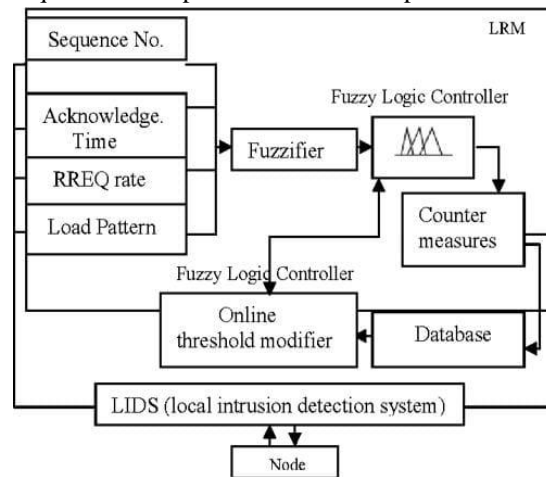 LRM
Sequence No.
Fuzzy Logic Controller
Acknowledge.
Time
Fuzzifier
RREQ rate
Load Pattern
Counter
measures
Fuzzy Logic Controller
Online
threshold modifier
Database
LIDS (local intrusion detection system)
Node